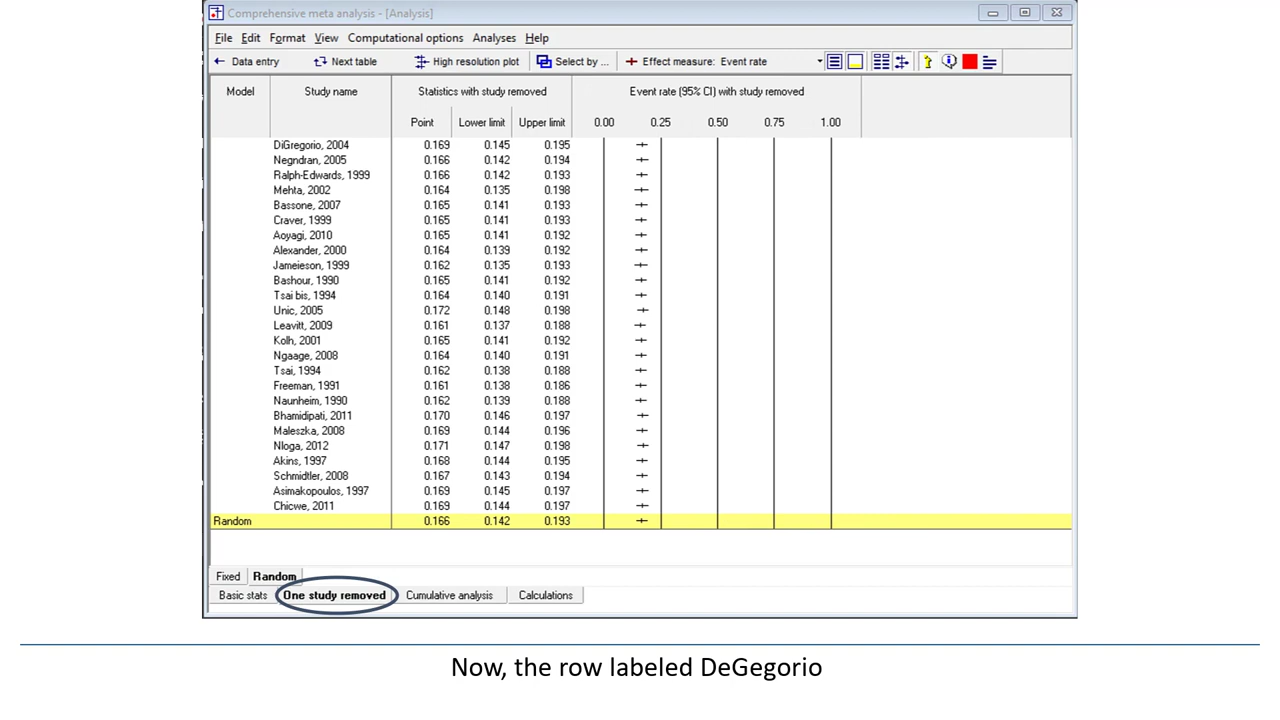 Comprehensive meta analysis - [Analysis]
File Edit Format View Computational options Analyses Help
Data entry Next table High resolution plot Select by ... Effect measure: Event rate
Model Study name Statistics with study removed Event rate (95% CI) with study removed
Point Lower limit Upper limit 0.00 0.25 0.50 0.75 1.00
DiGregorio, 2004 0.169 0.145 0.195
Negndran, 2005 0.166 0.142 0.194
Ralph-Edwards, 1999 0.166 0.142 0.193
Mehta, 2002 0.164 0.135 0.198
Bassone, 2007 0.165 0.141 0.193
Craver, 1999 0.165 0.141 0.193
Aoyagi, 2010 0.165 0.141 0.192
Alexander, 2000 0.164 0.139 0.192
Jameieson, 1999 0.162 0.135 0.193
Bashour, 1990 0.165 0.141 0.192
Tsai bis, 1994 0.164 0.140 0.191
Unic, 2005 0.172 0.148 0.198
Leavitt, 2009 0.161 0.137 0.188
Kolh, 2001 0.165 0.141 0.192
Ngaage, 2008 0.164 0.140 0.191
Tsai, 1994 0.162 0.138 0.188
Freeman, 1991 0.161 0.138 0.186
Naunheim, 1990 0.162 0.139 0.188
Bhamidipati, 2011 0.170 0.146 0.197
Maleszka, 2008 0.169 0.144 0.196
Nloga, 2012 0.171 0.147 0.198
Akins, 1997 0.168 0.144 0.195
Schmidtler, 2008 0.167 0.143 0.194
Asimakopoulos, 1997 0.169 0.145 0.197
Chicwe, 2011 0.169 0.144 0.197
Random 0.166 0.142 0.193
Fixed Random
Basic stats One study removed Cumulative analysis Calculations
Now, the row labeled DeGegorio